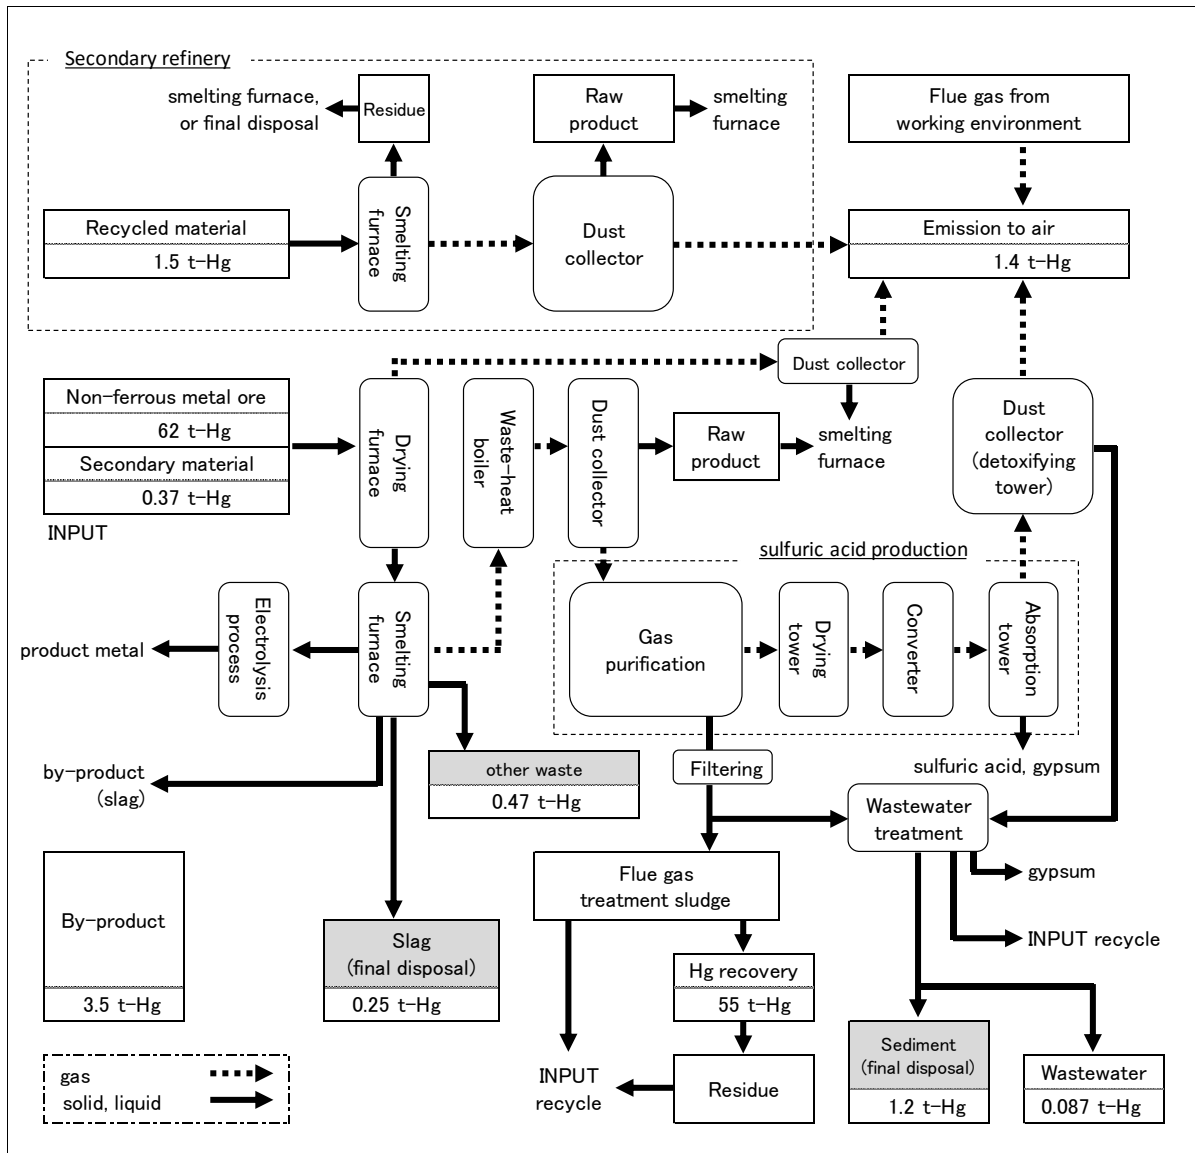 Secondary refinery
smelting furnace,
or final disposal
Residue
Raw
product
smelting
furnace
Flue gas from
working environment
Recycled material
1.5 t-Hg
Smelting
furnace
Dust
collector
Emission to air
1.4 t-Hg
Non-ferrous metal ore
62 t-Hg
Secondary material
0.37 t-Hg
INPUT
Drying
furnace
Waste-heat
boiler
Dust collector
Raw
product
Dust collector
smelting
furnace
Dust
collector
(detoxifying
tower)
sulfuric acid production
product metal
Electrolysis
process
Smelting
furnace
Gas
purification
Drying
tower
Converter
Absorption
tower
by-product
(slag)
other waste
0.47 t-Hg
Filtering
sulfuric acid, gypsum
Wastewater
treatment
gypsum
INPUT recycle
By-product
3.5 t-Hg
Slag
(final disposal)
0.25 t-Hg
Flue gas
treatment sludge
Hg recovery
55 t-Hg
Sediment
(final disposal)
1.2 t-Hg
Wastewater
0.087 t-Hg
INPUT
recycle
Residue
gas
solid, liquid